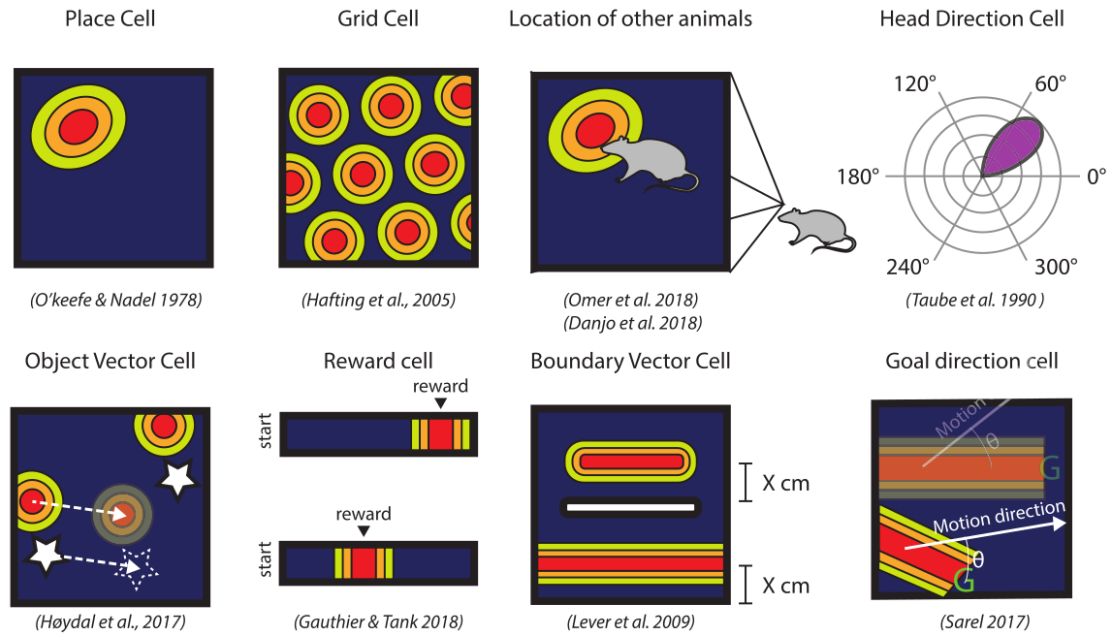 Place Cell
Grid Cell
Location of other animals
Head Direction Cell
120°
60°
180°
0°
240°
300°
(O'keefe & Nadel 1978)
(Hafting et al., 2005)
(Omer et al. 2018)
(Danjo et al. 2018)
(Taube et al. 1990 )
Object Vector Cell
Reward cell
Boundary Vector Cell
Goal direction cell
reward
start
reward
start
X cm
X cm
Motion
θ
G
Motion direction
θ
G
(Høydal et al., 2017)
(Gauthier & Tank 2018)
(Lever et al. 2009)
(Sarel 2017)